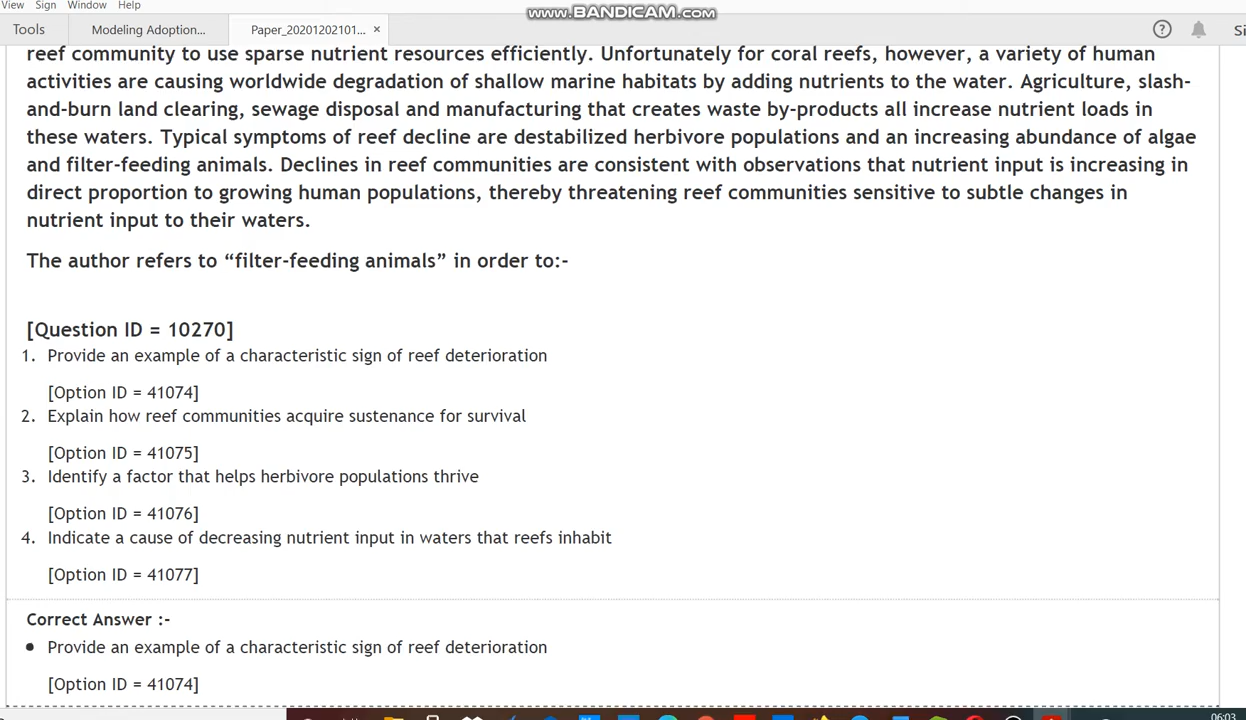 View Sign Window Help
www.BANDICAM.com
Tools Modeling Adoption... Paper_20201202101... × ? Si
reef community to use sparse nutrient resources efficiently. Unfortunately for coral reefs, however, a variety of human
activities are causing worldwide degradation of shallow marine habitats by adding nutrients to the water. Agriculture, slash-
and-burn land clearing, sewage disposal and manufacturing that creates waste by-products all increase nutrient loads in
these waters. Typical symptoms of reef decline are destabilized herbivore populations and an increasing abundance of algae
and filter-feeding animals. Declines in reef communities are consistent with observations that nutrient input is increasing in
direct proportion to growing human populations, thereby threatening reef communities sensitive to subtle changes in
nutrient input to their waters.
The author refers to “filter-feeding animals” in order to:-
[Question ID = 10270]
1. Provide an example of a characteristic sign of reef deterioration
[Option ID = 41074]
2. Explain how reef communities acquire sustenance for survival
[Option ID = 41075]
3. Identify a factor that helps herbivore populations thrive
[Option ID = 41076]
4. Indicate a cause of decreasing nutrient input in waters that reefs inhabit
[Option ID = 41077]
Correct Answer :-
• Provide an example of a characteristic sign of reef deterioration
[Option ID = 41074]
06:03